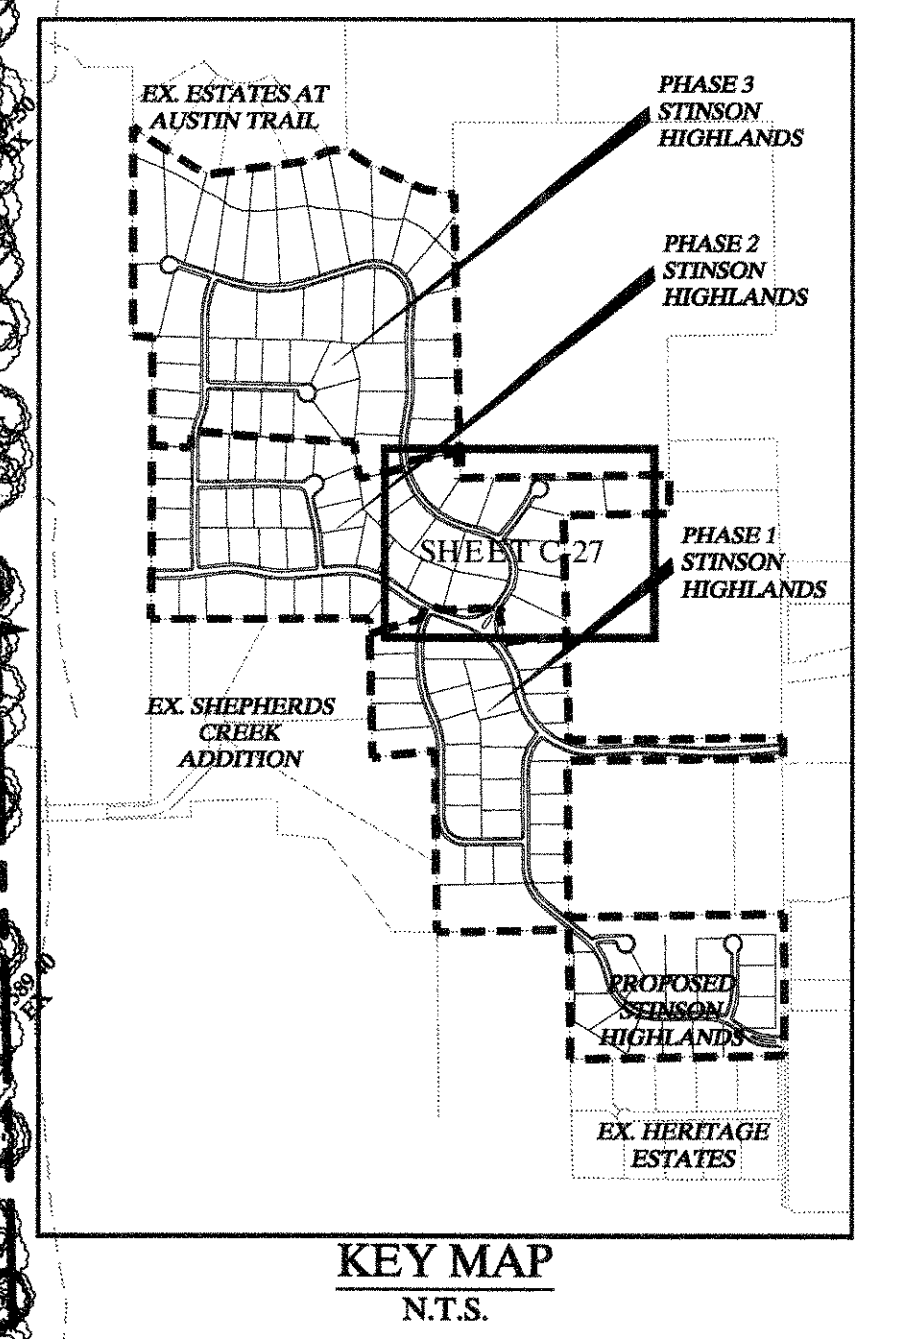 EX. ESTATES AT
AUSTIN TRAIL
PHASE 3
STINSON
HIGHLANDS
PHASE 2
STINSON
HIGHLANDS
SHEET C-27
PHASE 1
STINSON
HIGHLANDS
EX. SHEPHERDS
CREEK
ADDITION
PROPOSED
STINSON
HIGHLANDS
EX. HERITAGE
ESTATES
KEY MAP
N.T.S.